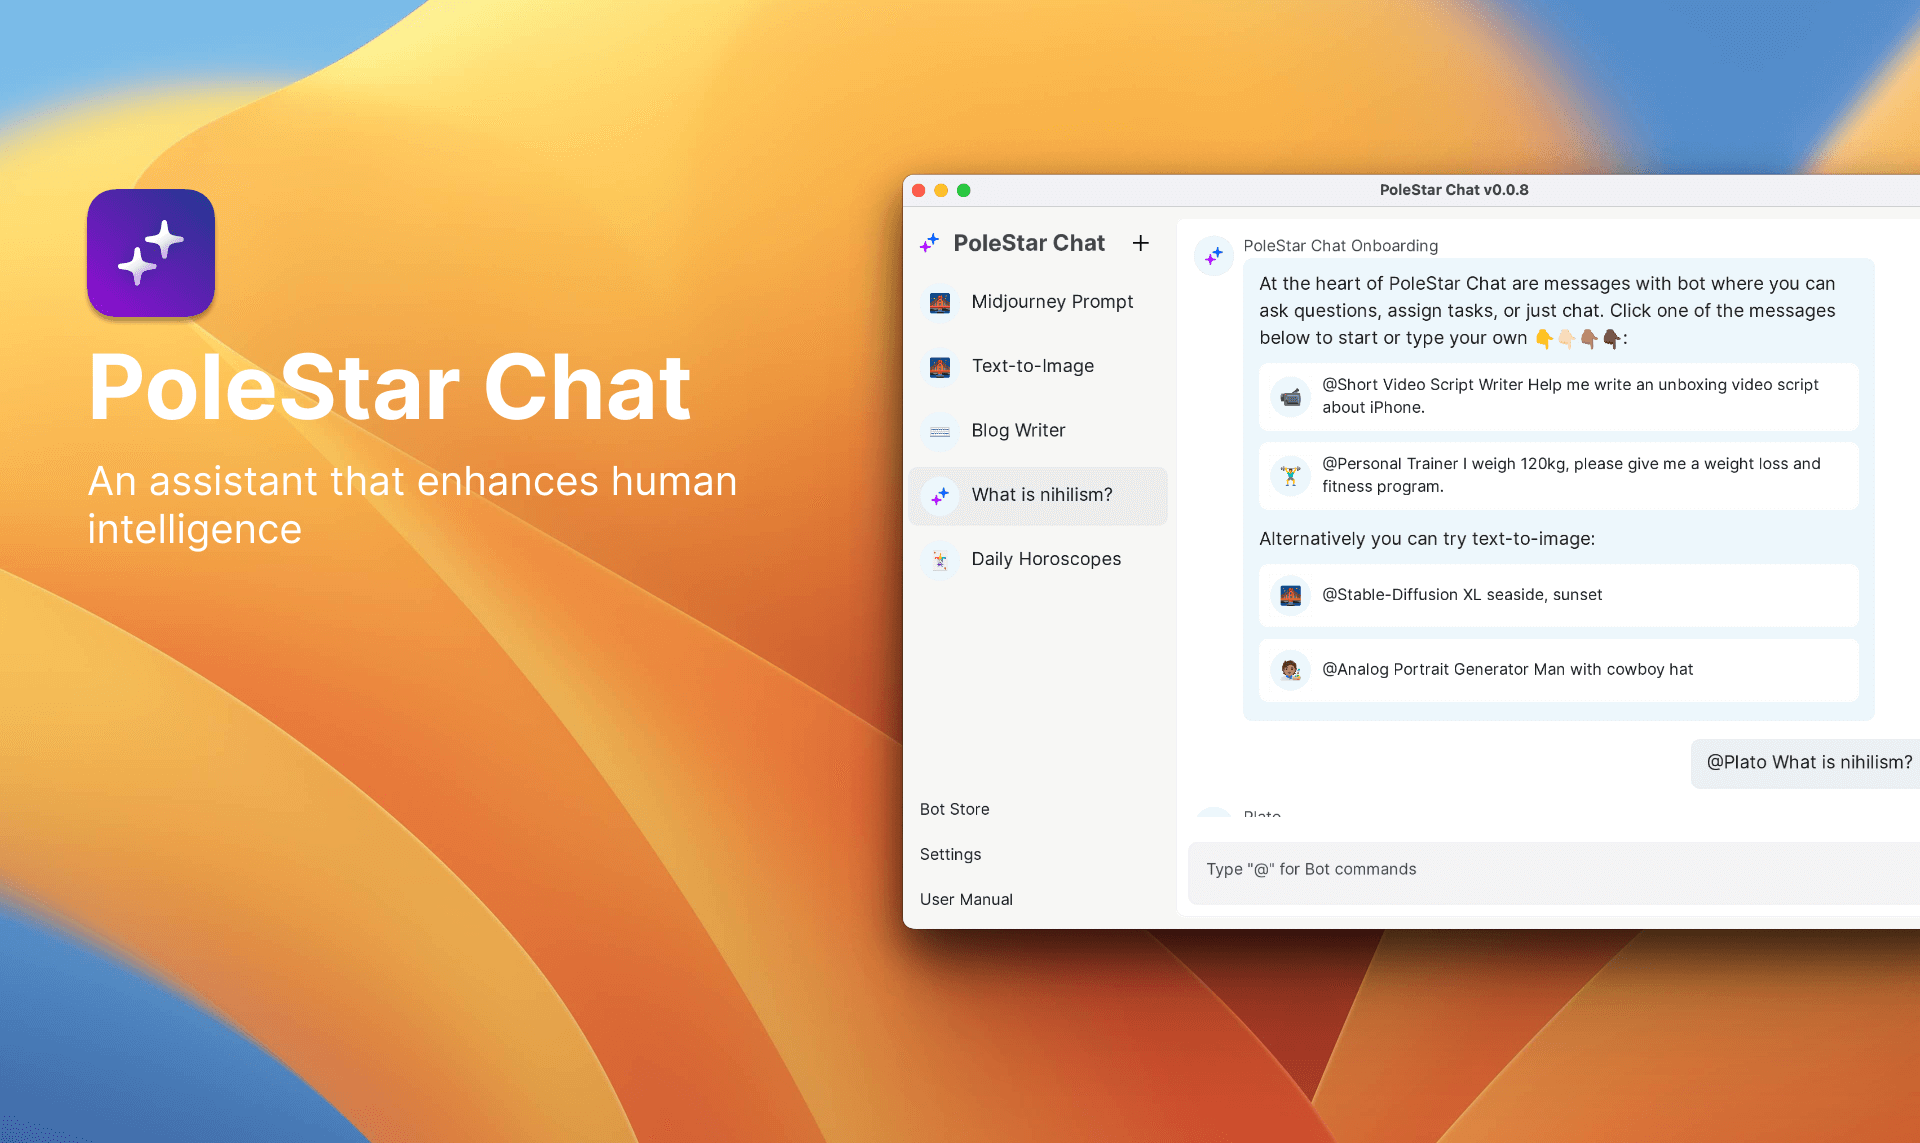 PoleStar Chat
An assistant that enhances human
intelligence
PoleStar Chat v0.0.8
PoleStar Chat
Midjourney Prompt
Text-to-Image
Blog Writer
What is nihilism?
Daily Horoscopes
Bot Store
Settings
User Manual
PoleStar Chat Onboarding
At the heart of PoleStar Chat are messages with bot where you can
ask questions, assign tasks, or just chat. Click one of the messages
below to start or type your own 👇👇🏻👇🏽👇🏿:
@Short Video Script Writer Help me write an unboxing video script
about iPhone.
@Personal Trainer I weigh 120kg, please give me a weight loss and
fitness program.
Alternatively you can try text-to-image:
@Stable-Diffusion XL seaside, sunset
@Analog Portrait Generator Man with cowboy hat
@Plato What is nihilism?
Plato
Type "@" for Bot commands